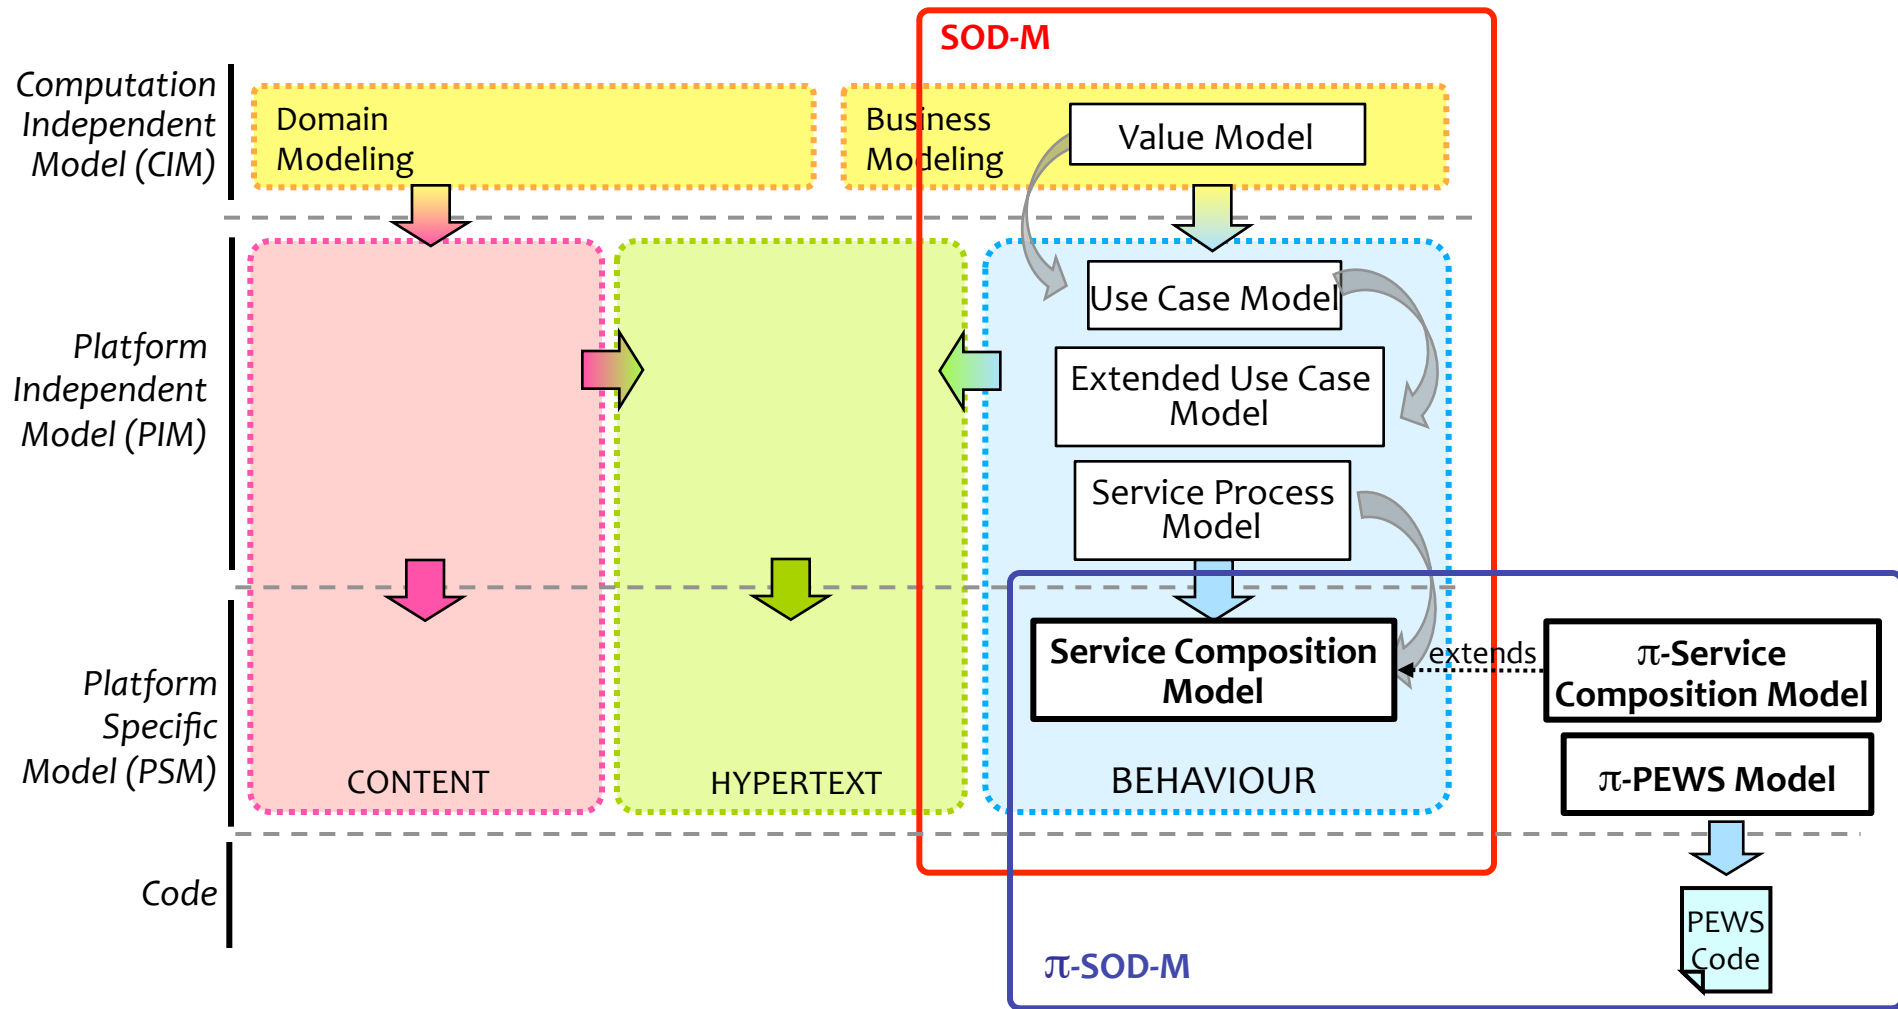 SOD-M
Computation
Independent
Model (CIM)
Domain
Modeling
Business
Modeling
Value Model
Platform
Independent
Model (PIM)
Use Case Model
Extended Use Case
Model
Service Process
Model
Platform
Specific
Model (PSM)
Service Composition
Model
extends
π-Service
Composition Model
π-PEWS Model
CONTENT
HYPERTEXT
BEHAVIOUR
Code
PEWS
Code
π-SOD-M